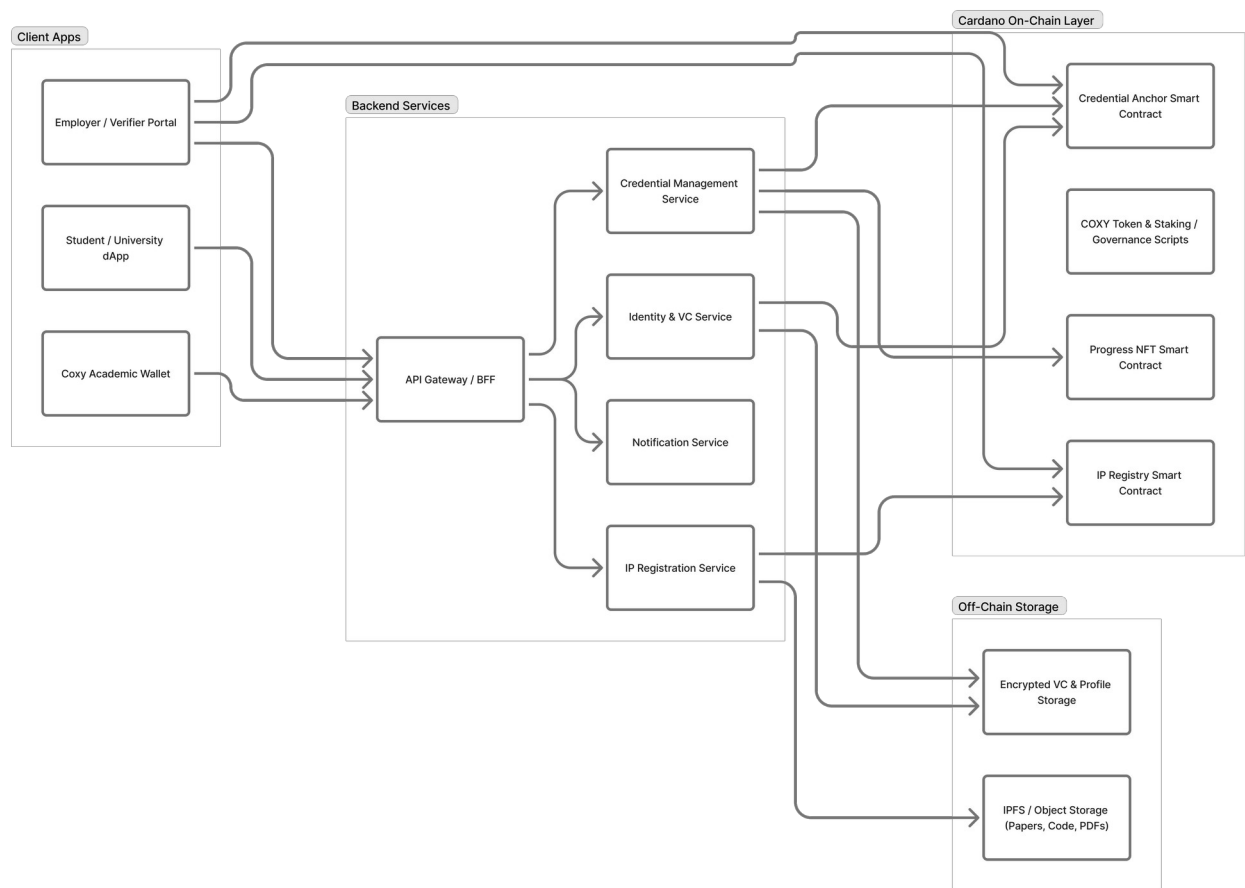 Client Apps
Employer / Verifier Portal
Student / University
dApp
Coxy Academic Wallet
Backend Services
API Gateway / BFF
Credential Management
Service
Identity & VC Service
Notification Service
IP Registration Service
Cardano On-Chain Layer
Credential Anchor Smart
Contract
COXY Token & Staking /
Governance Scripts
Progress NFT Smart
Contract
IP Registry Smart
Contract
Off-Chain Storage
Encrypted VC & Profile
Storage
IPFS / Object Storage
(Papers, Code, PDFs)